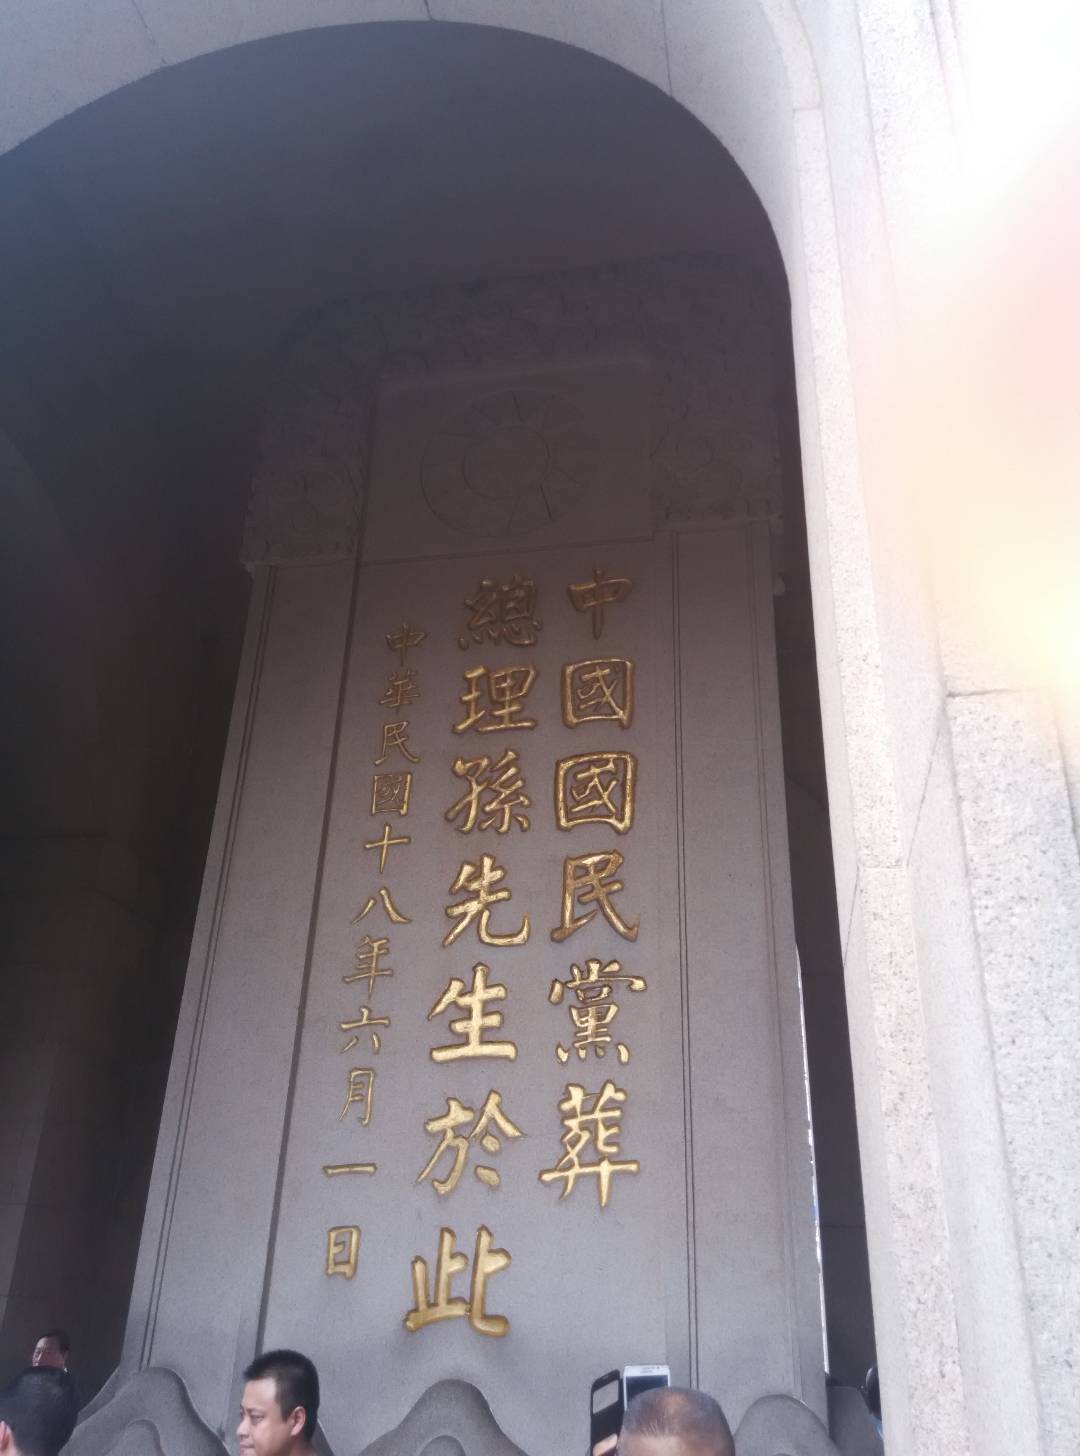 中國國民黨葬
總理孫先生於此
中華民國十八年六月一日